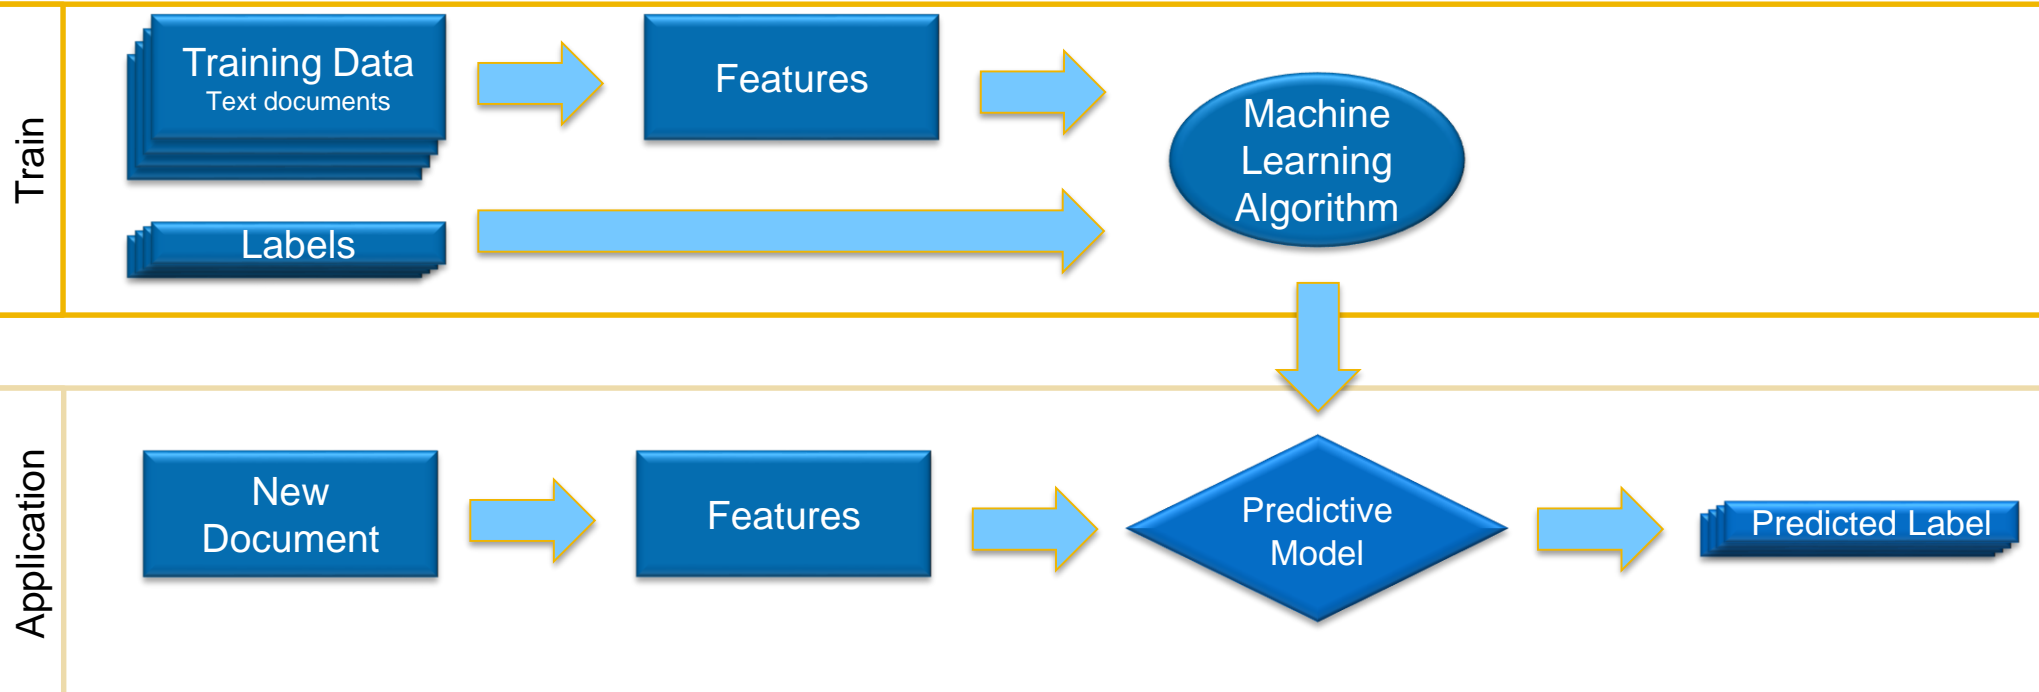 Train
Training Data
Text documents
Features
Machine
Learning
Algorithm
Labels
Application
New
Document
Features
Predictive
Model
Predicted Label